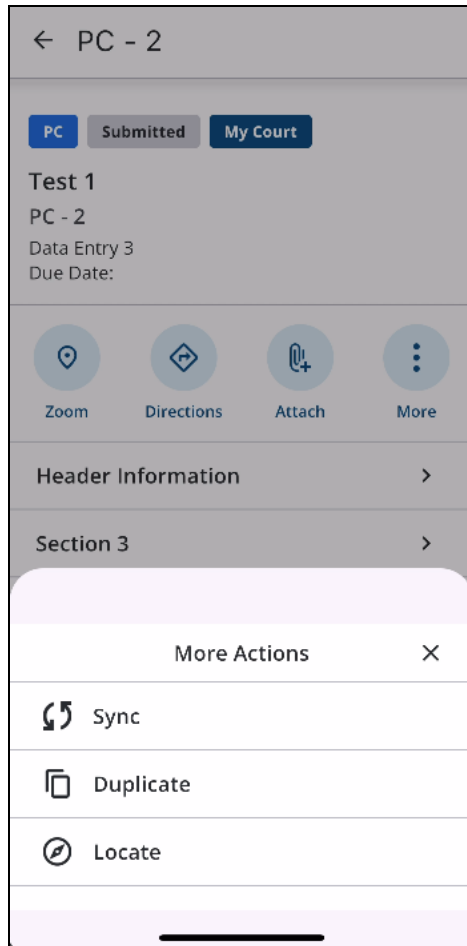 PC - 2
PC Submitted My Court
Test 1
PC - 2
Data Entry 3
Due Date:
Zoom Directions Attach More
Header Information
Section 3
More Actions
Sync
Duplicate
Locate